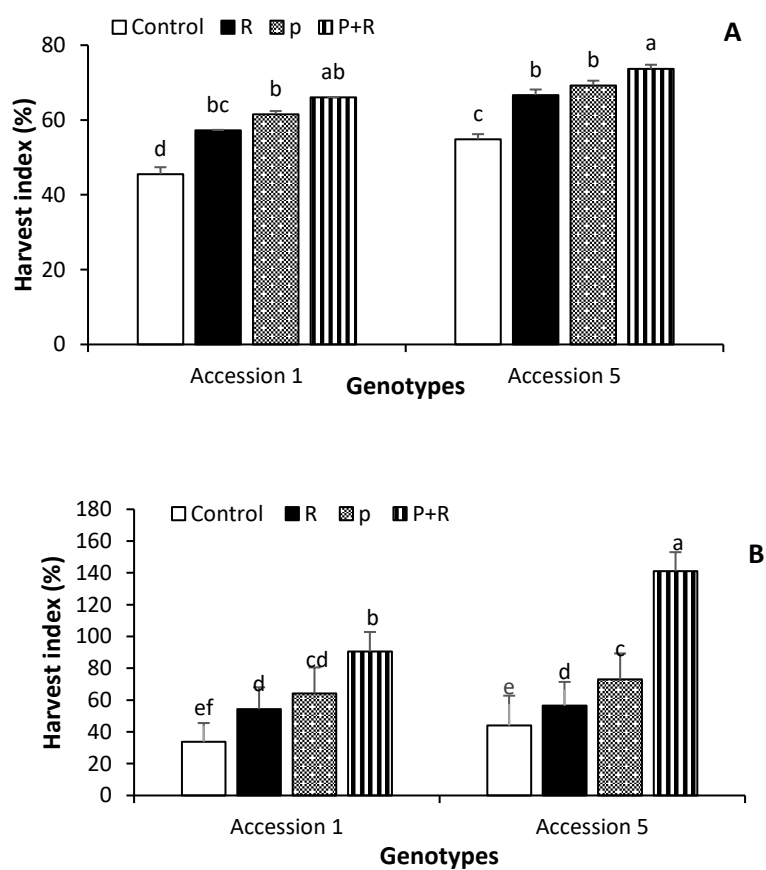 Control R p P+R
A
Harvest index (%)
80
60
40
20
0
d
bc
b
ab
c
b
b
a
Accession 1
Accession 5
Genotypes
Control R p P+R
B
Harvest index (%)
180
160
140
120
100
80
60
40
20
0
ef
d
cd
b
e
d
c
a
Accession 1
Accession 5
Genotypes